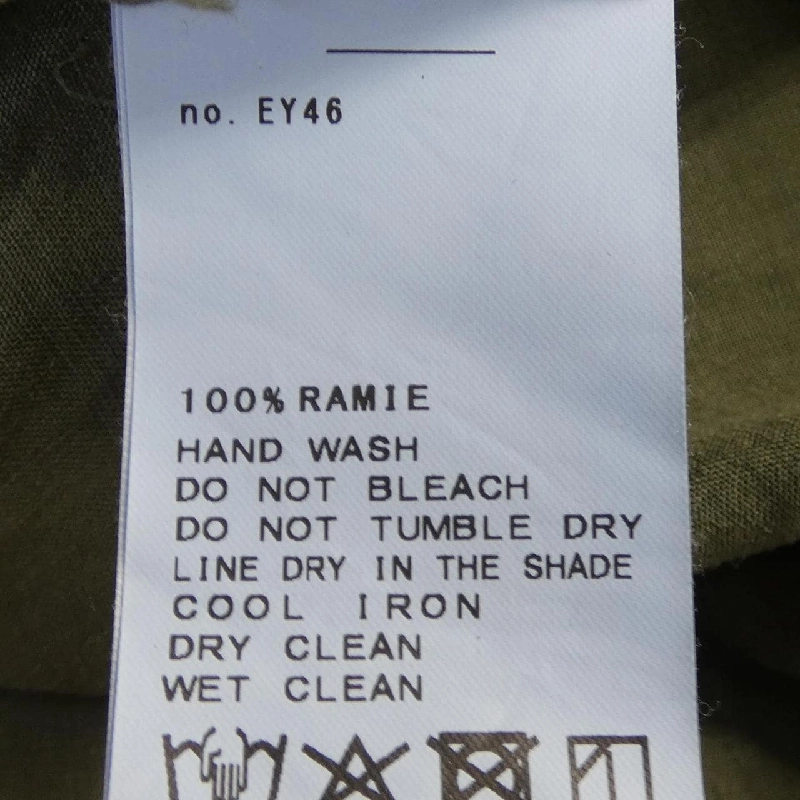 no. EY46
100% RAMIE
HAND WASH
DO NOT BLEACH
DO NOT TUMBLE DRY
LINE DRY IN THE SHADE
COOL IRON
DRY CLEAN
WET CLEAN